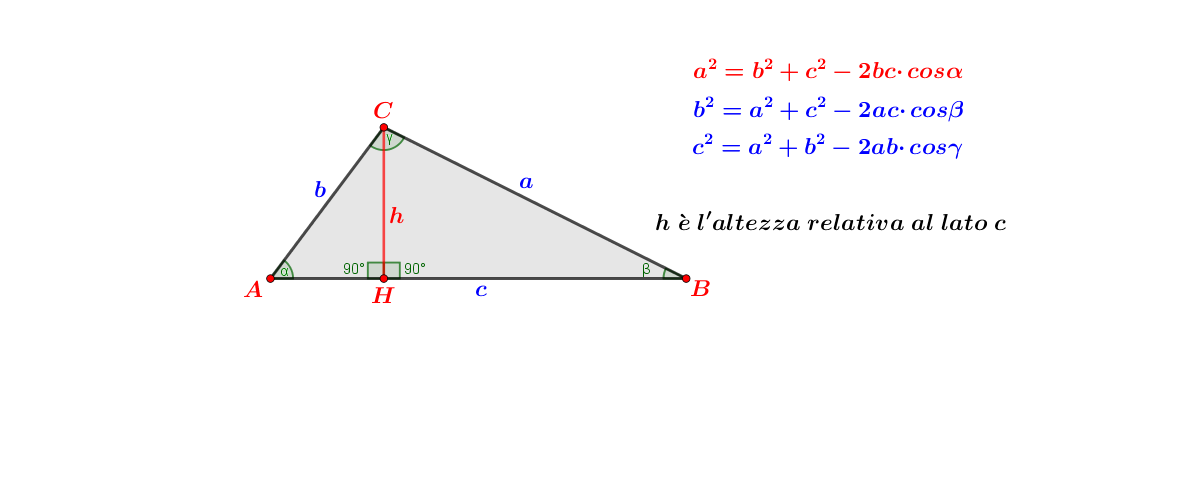 a² = b² + c² − 2bc·cosα
b² = a² + c² − 2ac·cosβ
c² = a² + b² − 2ab·cosγ
C
γ
b
a
h
h è l'altezza relativa al lato c
α
90°
90°
β
A
H
c
B